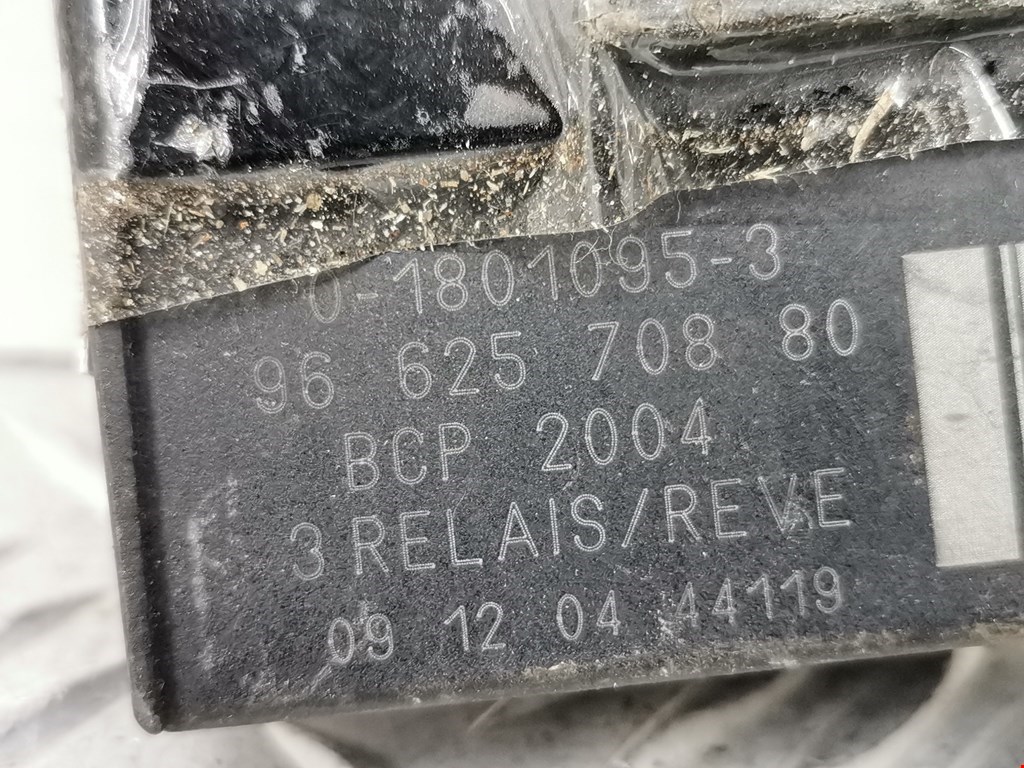 0-1801095-3
96 625 708 80
BCP 2004
3 RELAIS/REVE
09 12 04 44119